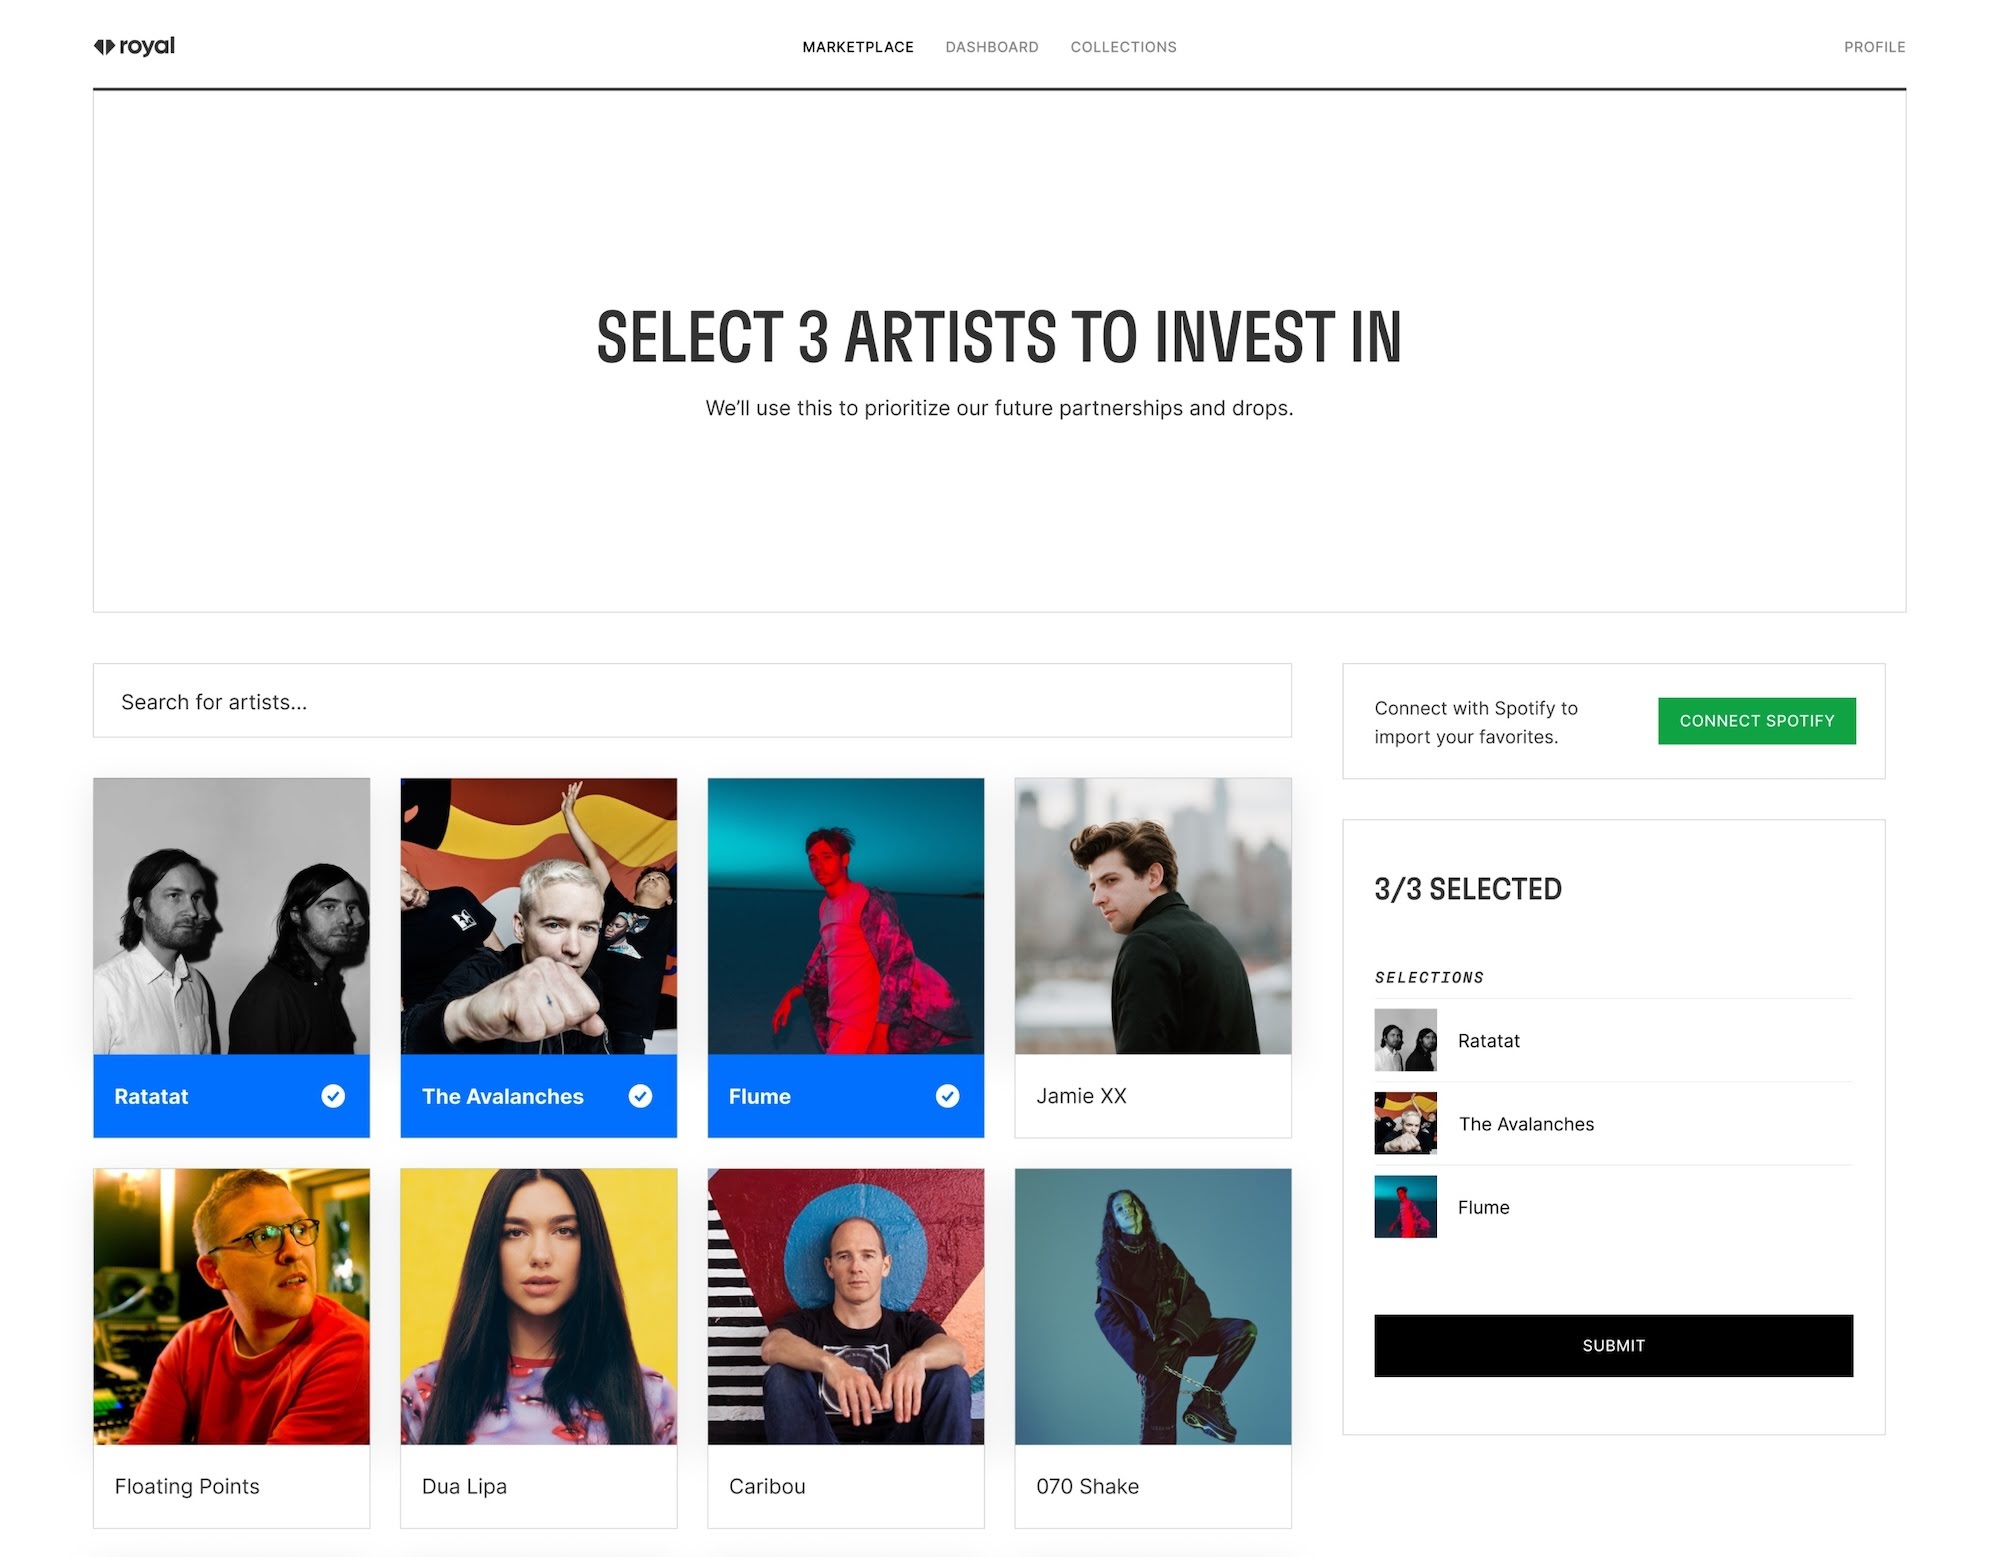 royal
MARKETPLACE DASHBOARD COLLECTIONS
PROFILE
SELECT 3 ARTISTS TO INVEST IN
We’ll use this to prioritize our future partnerships and drops.
Search for artists...
Connect with Spotify to
import your favorites.
CONNECT SPOTIFY
Ratatat
The Avalanches
Flume
Jamie XX
Floating Points
Dua Lipa
Caribou
070 Shake
3/3 SELECTED
SELECTIONS
Ratatat
The Avalanches
Flume
SUBMIT